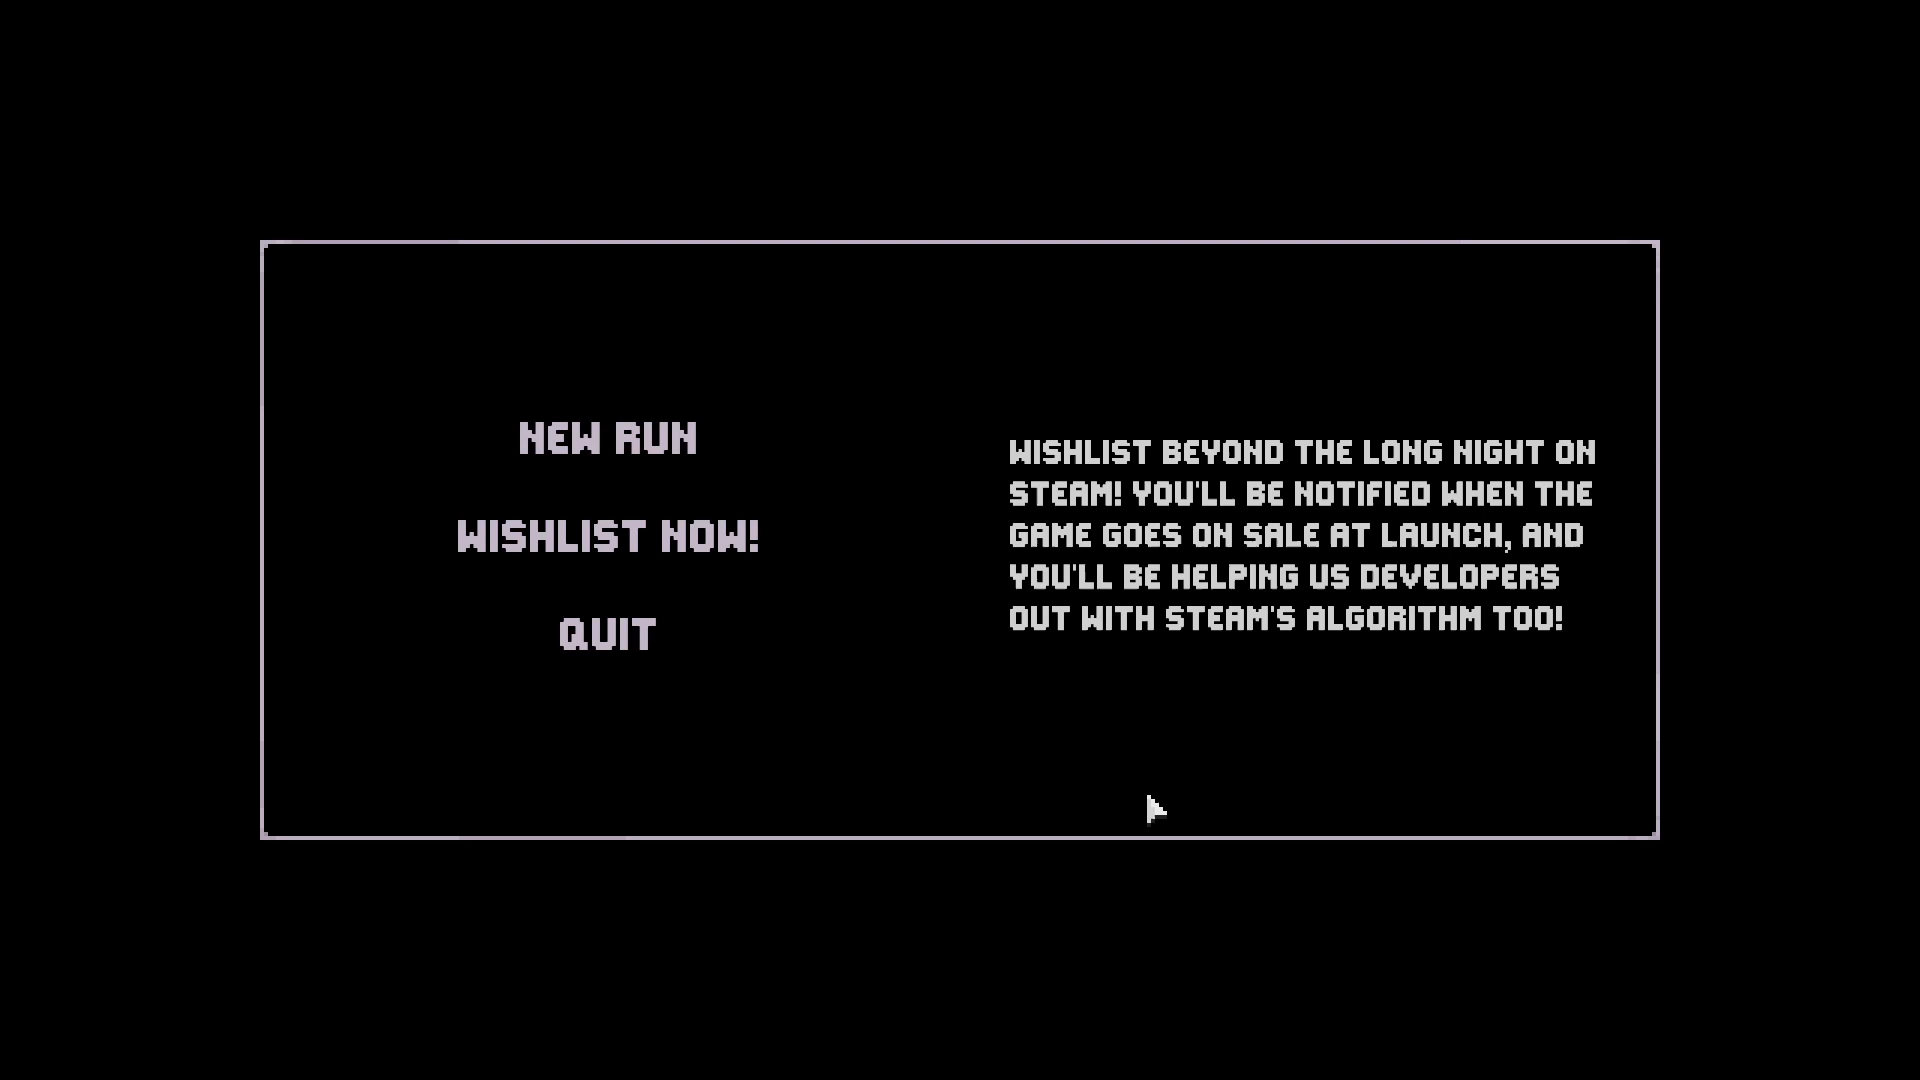 NEW RUN
WISHLIST NOW!
QUIT
WISHLIST BEYOND THE LONG NIGHT ON
STEAM! YOU'LL BE NOTIFIED WHEN THE
GAME GOES ON SALE AT LAUNCH, AND
YOU'LL BE HELPING US DEVELOPERS
OUT WITH STEAM'S ALGORITHM TOO!